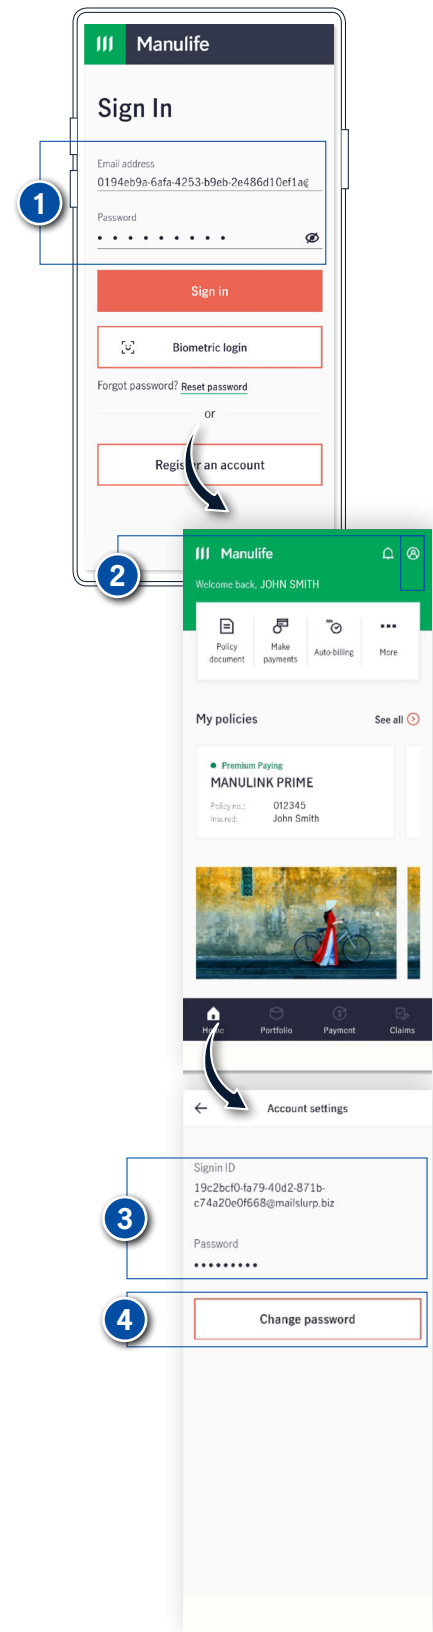 Manulife
Sign In
Email address
0194eb9a-6afa-4253-b9eb-2e486d10ef1a@
Password
• • • • • • • • •
1
Sign in
Biometric login
Forgot password? Reset password
or
Register an account
2
Manulife
Welcome back, JOHN SMITH
Policy document
Make payments
Auto-billing
More
My policies
See all
Premium Paying
MANULINK PRIME
Policy no.: 012345
Insured: John Smith
Home
Portfolio
Payment
Claims
Account settings
3
Signin ID
19c2bcf0-fa79-40d2-871b-
c74a20e0f668@mailslurp.biz
Password
•••••••••
4
Change password